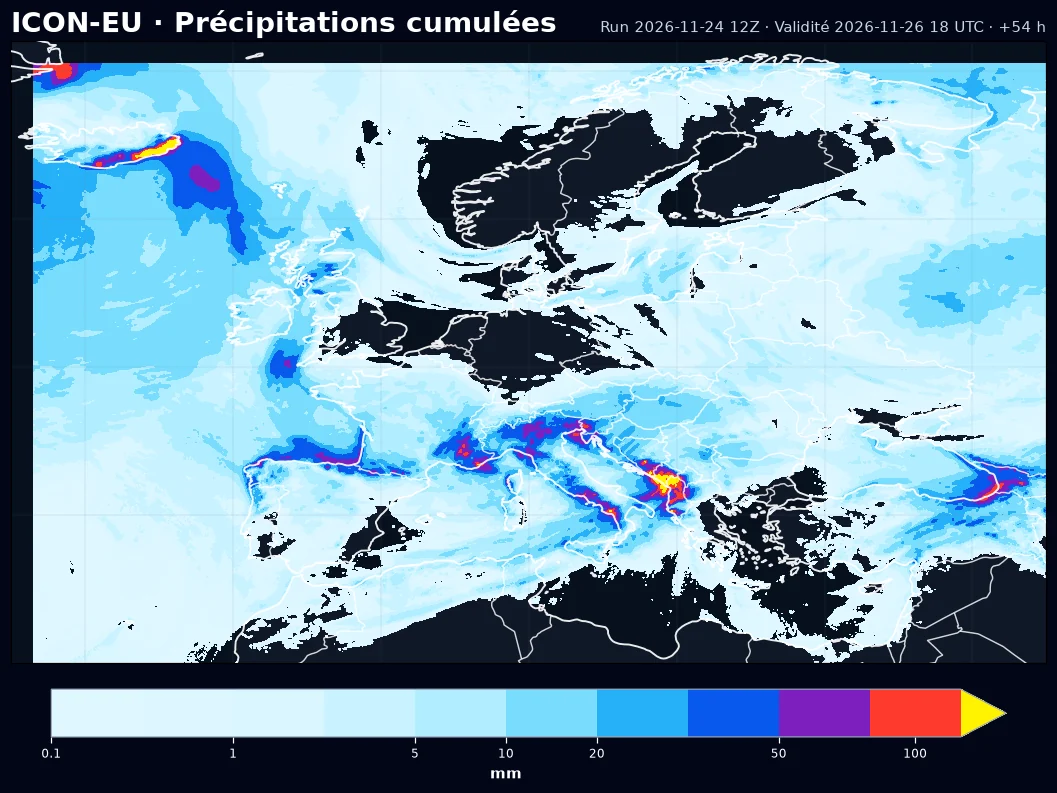 ICON-EU · Précipitations cumulées
Run 2026-11-24 12Z · Validité 2026-11-26 18 UTC · +54 h
0.1 1 5 10 20 50 100
mm